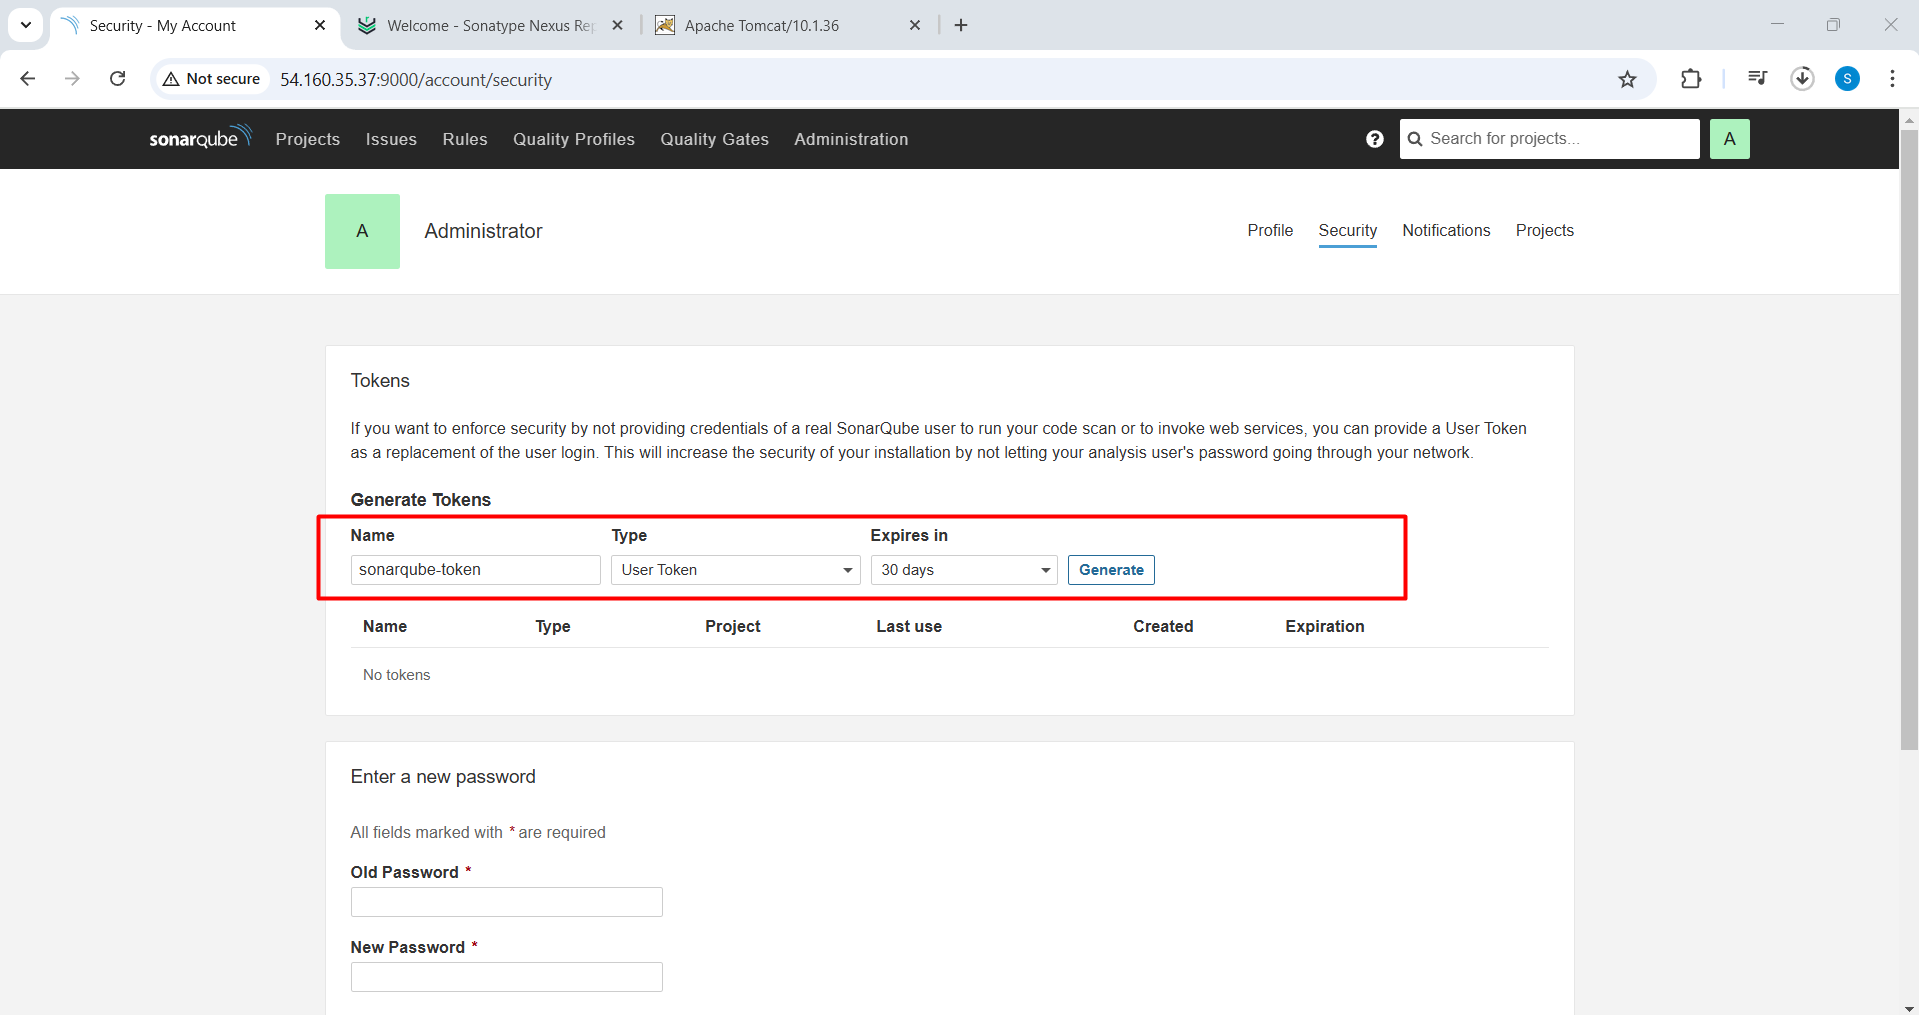 Security - My Account
Welcome - Sonatype Nexus Rep
Apache Tomcat/10.1.36
Not secure 54.160.35.37:9000/account/security
S
sonarqube Projects Issues Rules Quality Profiles Quality Gates Administration
? Search for projects... A
A Administrator
Profile Security Notifications Projects
Tokens
If you want to enforce security by not providing credentials of a real SonarQube user to run your code scan or to invoke web services, you can provide a User Token
as a replacement of the user login. This will increase the security of your installation by not letting your analysis user's password going through your network.
Generate Tokens
Name Type Expires in
sonarqube-token User Token 30 days Generate
Name Type Project Last use Created Expiration
No tokens
Enter a new password
All fields marked with * are required
Old Password *
New Password *